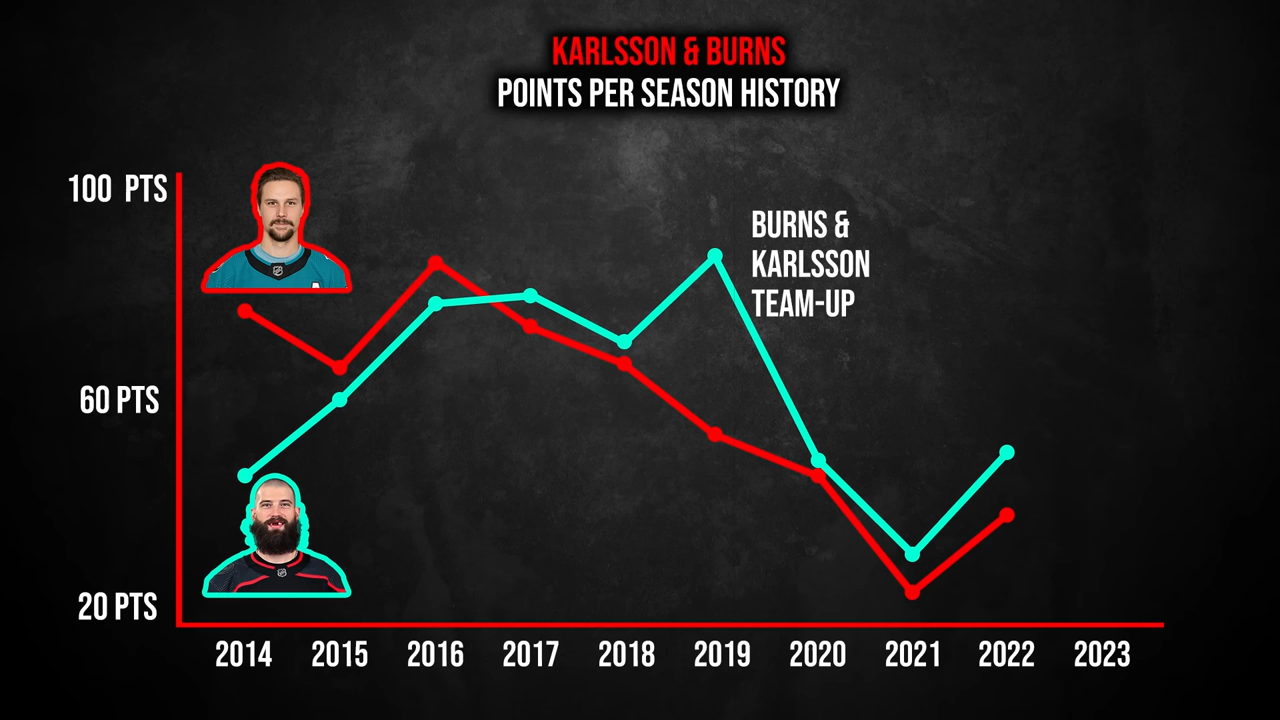 KARLSSON & BURNS
POINTS PER SEASON HISTORY
100 PTS
60 PTS
20 PTS
BURNS &
KARLSSON
TEAM-UP
2014 2015 2016 2017 2018 2019 2020 2021 2022 2023